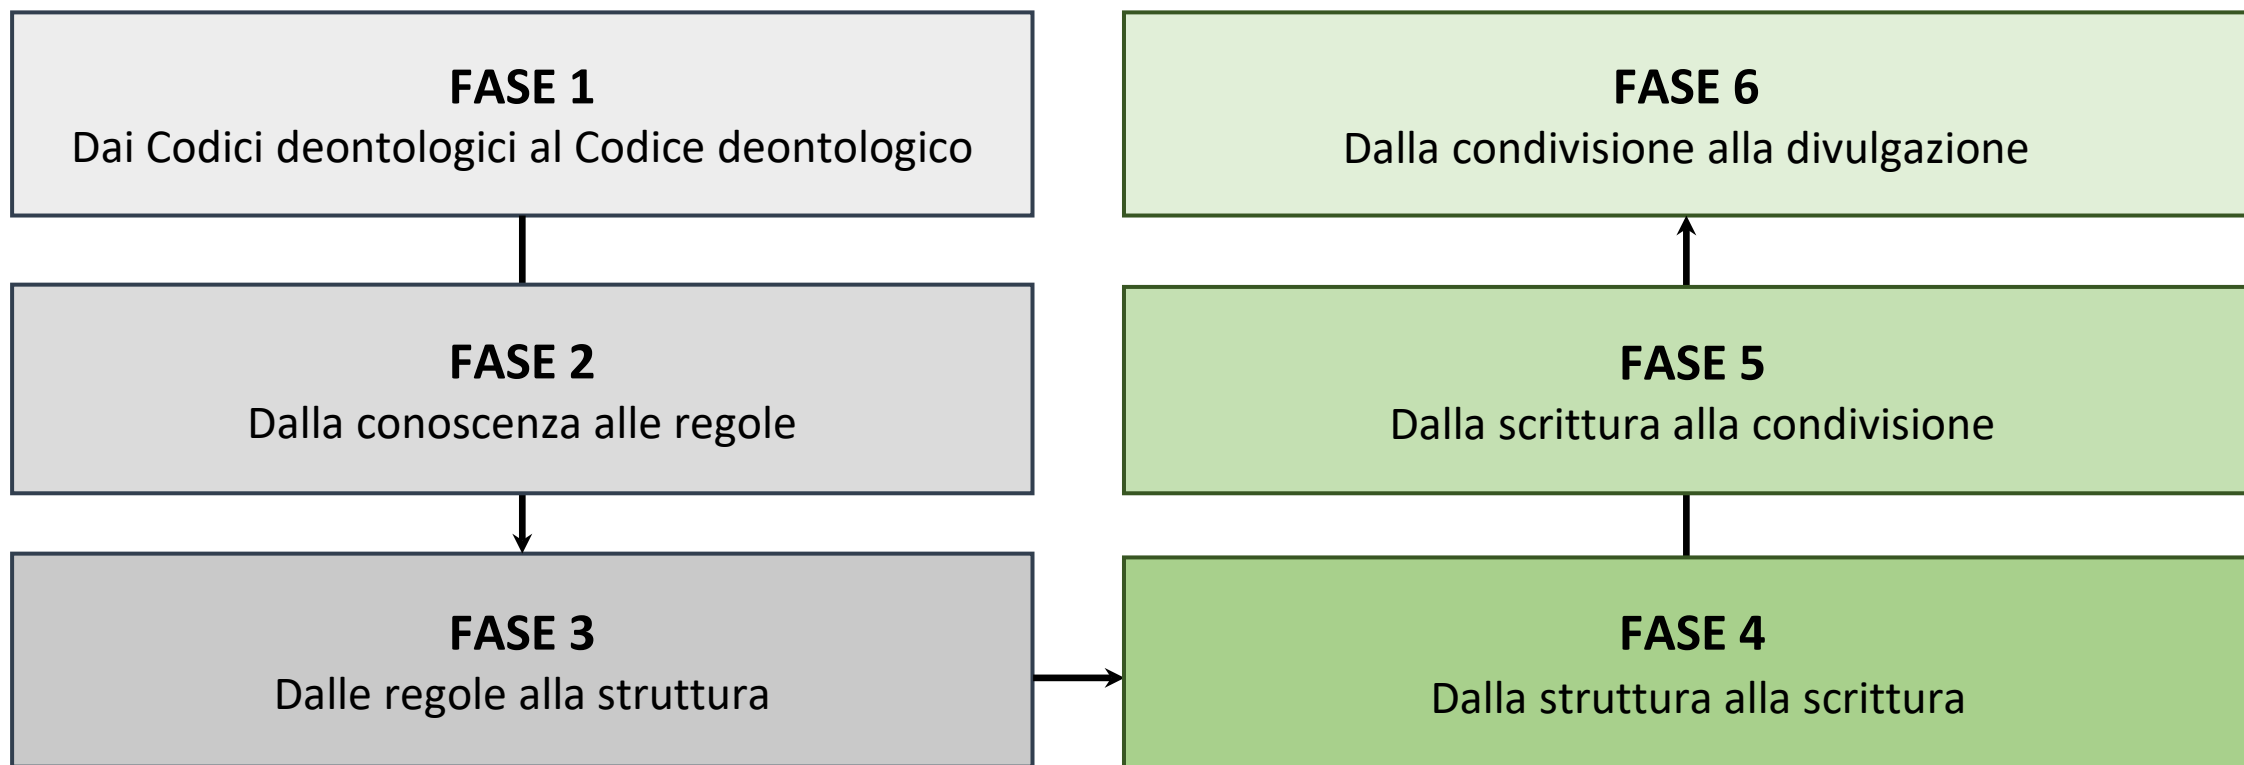 FASE 1
Dai Codici deontologici al Codice deontologico
FASE 2
Dalla conoscenza alle regole
FASE 3
Dalle regole alla struttura
FASE 4
Dalla struttura alla scrittura
FASE 5
Dalla scrittura alla condivisione
FASE 6
Dalla condivisione alla divulgazione